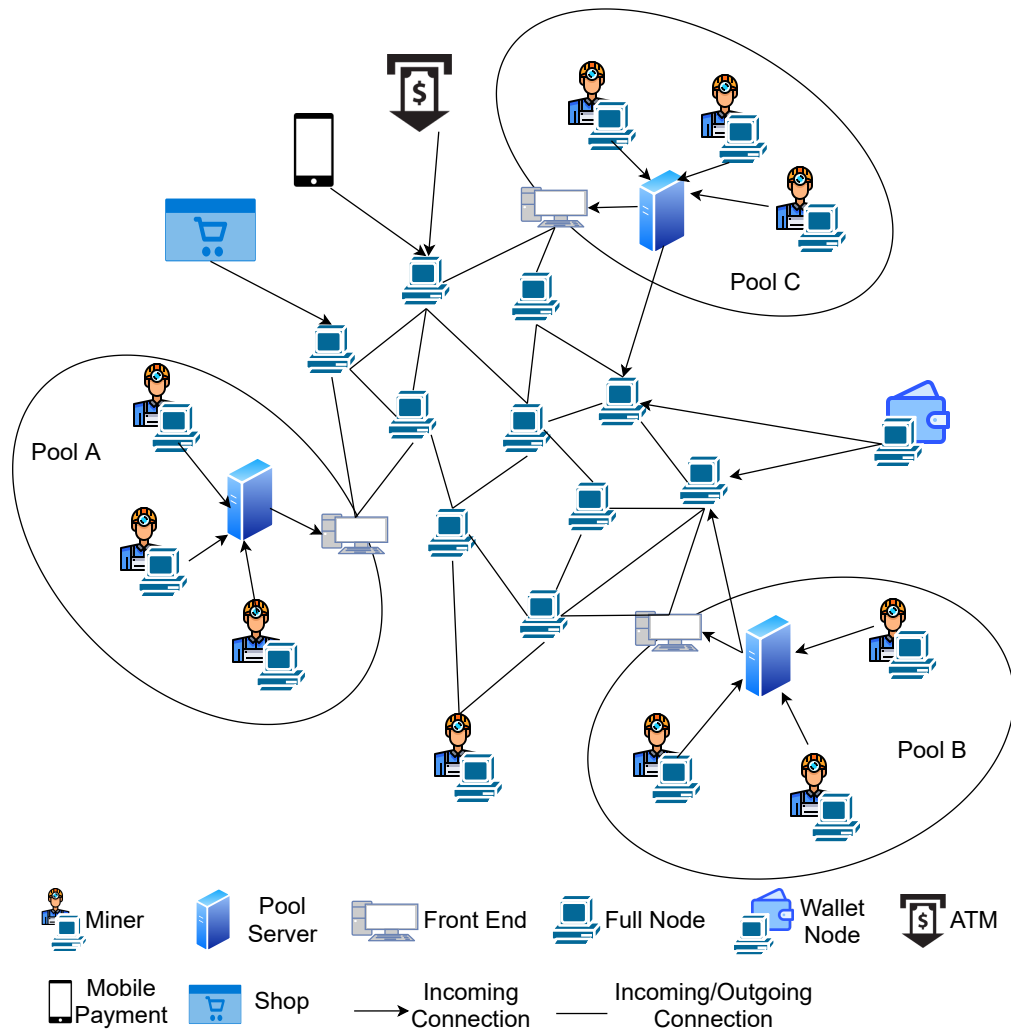 Pool C
Pool A
Pool B
Miner
Pool
Server
Front End
Full Node
Wallet
Node
$
ATM
Mobile
Payment
Shop
Incoming
Connection
Incoming/Outgoing
Connection
$